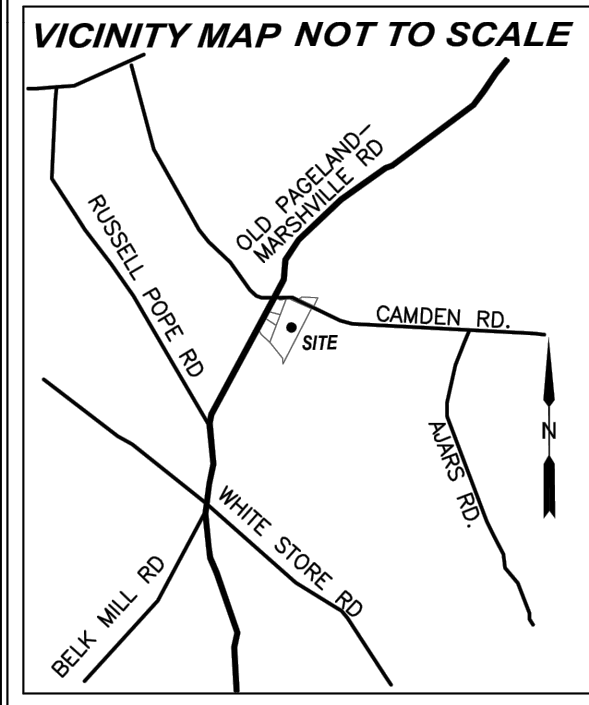 VICINITY MAP NOT TO SCALE
OLD PAGELAND–
MARSHVILLE RD
RUSSELL POPE RD
CAMDEN RD.
SITE
N
AJARS RD.
WHITE STORE RD
BELK MILL RD